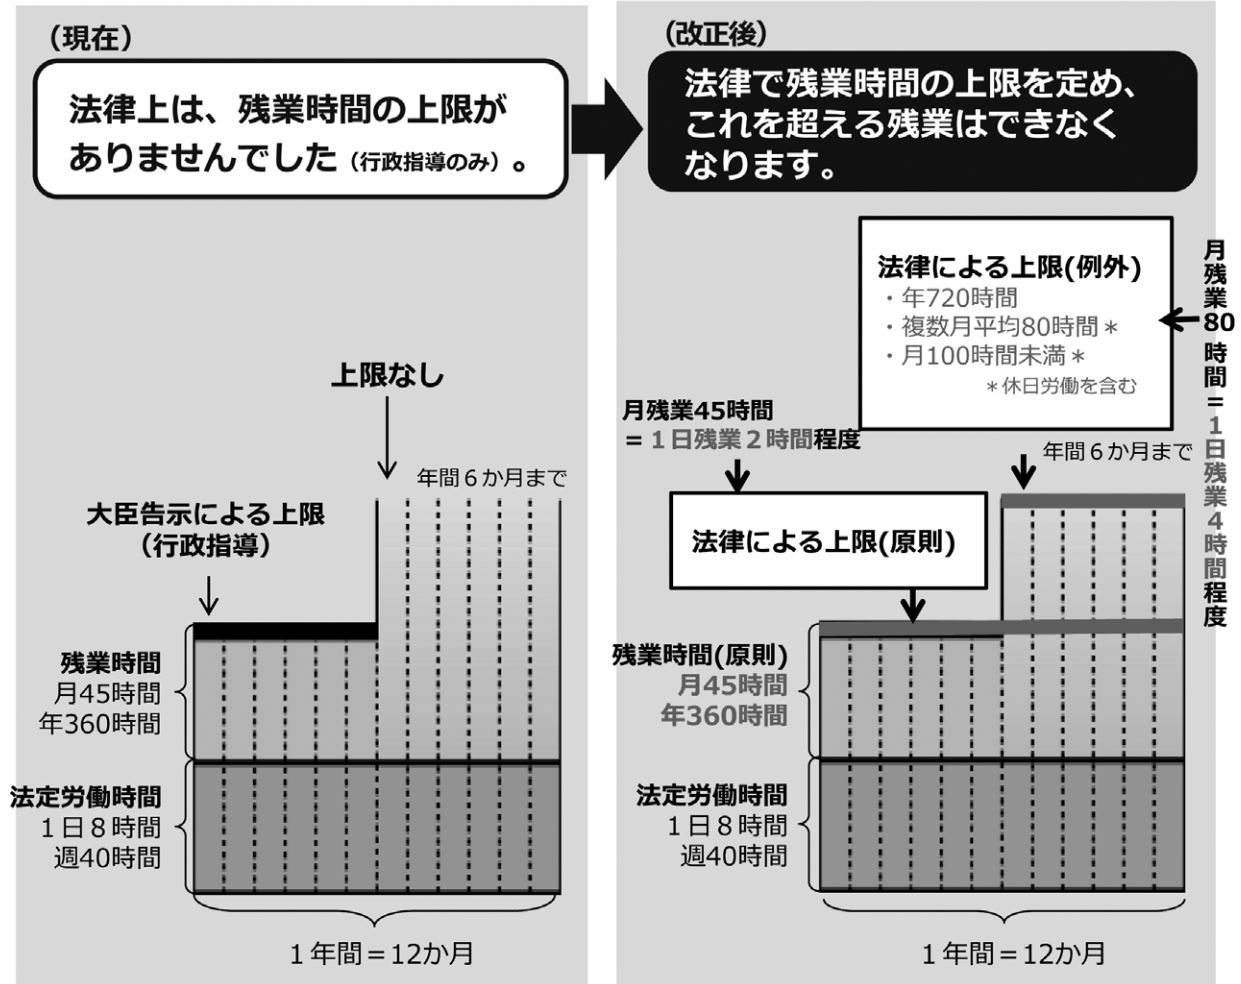 （現在）
法律上は、残業時間の上限が
ありませんでした（行政指導のみ）。
上限なし
年間６か月まで
大臣告示による上限
（行政指導）
残業時間
月45時間
年360時間
法定労働時間
１日８時間
週40時間
１年間＝12か月
（改正後）
法律で残業時間の上限を定め、
これを超える残業はできなく
なります。
法律による上限(例外)
・年720時間
・複数月平均80時間＊
・月100時間未満＊
＊休日労働を含む
月残業80時間＝１日残業４時間程度
月残業45時間
＝１日残業２時間程度
年間６か月まで
法律による上限(原則)
残業時間(原則)
月45時間
年360時間
法定労働時間
１日８時間
週40時間
１年間＝12か月